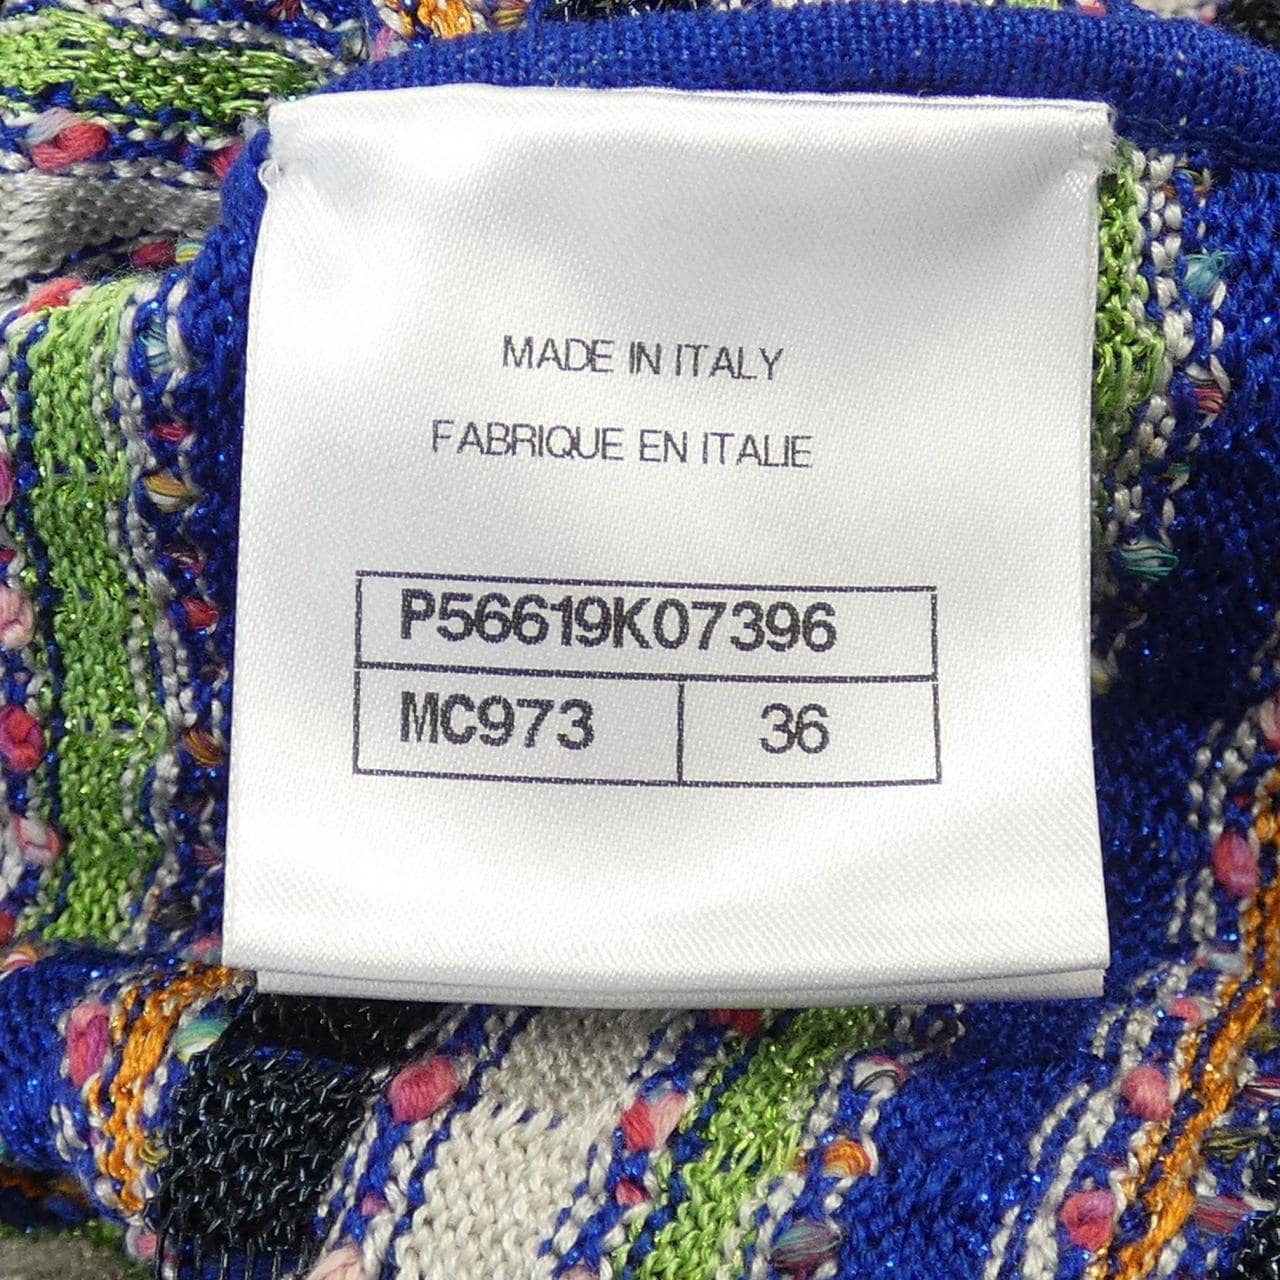 MADE IN ITALY
FABRIQUE EN ITALIE
P56619K07396
MC973 36